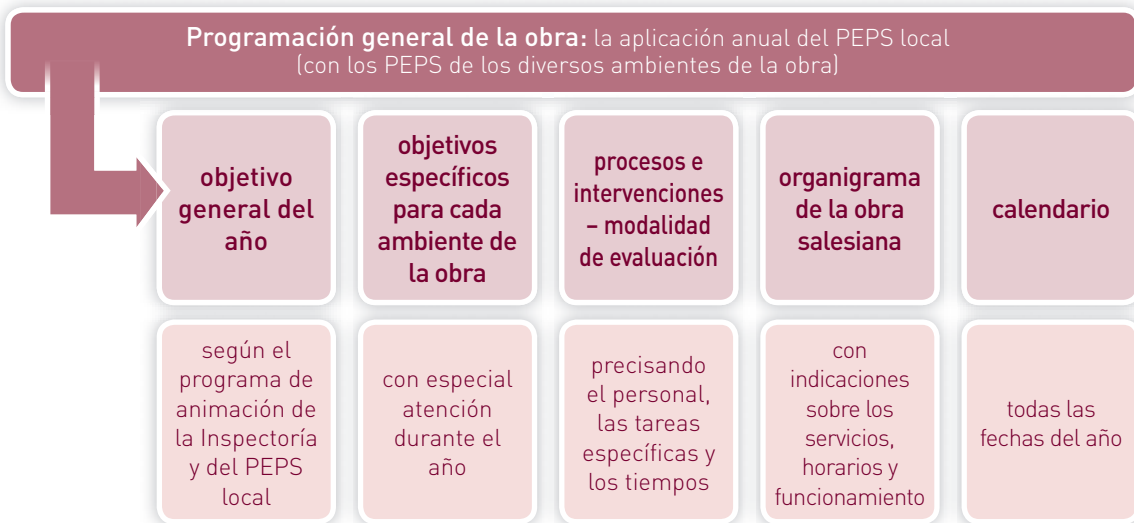 Programación general de la obra: la aplicación anual del PEPS local
(con los PEPS de los diversos ambientes de la obra)
objetivo
general del
año
objetivos
específicos
para cada
ambiente de
la obra
procesos e
intervenciones
– modalidad
de evaluación
organigrama
de la obra
salesiana
calendario
según el
programa de
animación de
la Inspectoría
y del PEPS
local
con especial
atención
durante el
año
precisando
el personal,
las tareas
específicas y
los tiempos
con
indicaciones
sobre los
servicios,
horarios y
funcionamiento
todas las
fechas del año